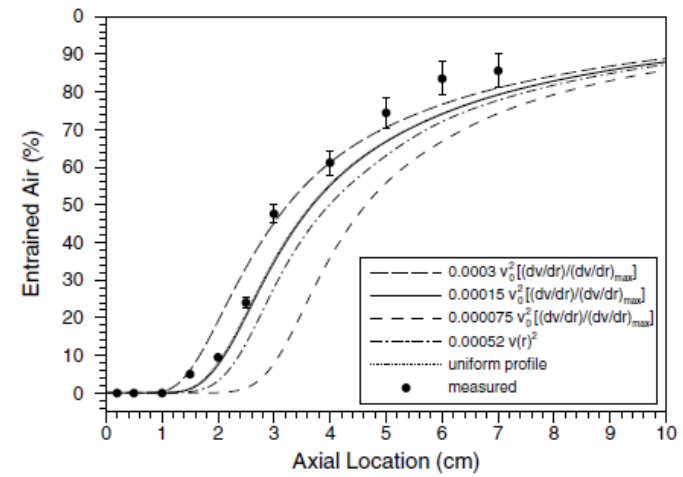 0
90
80
70
60
50
40
30
20
10
0
Entrained Air (%)
0.0003 v₀²[(dv/dr)/(dv/dr)max]
0.00015 v₀²[(dv/dr)/(dv/dr)max]
0.000075 v₀²[(dv/dr)/(dv/dr)max]
0.00052 v(r)²
uniform profile
measured
0 1 2 3 4 5 6 7 8 9 10
Axial Location (cm)